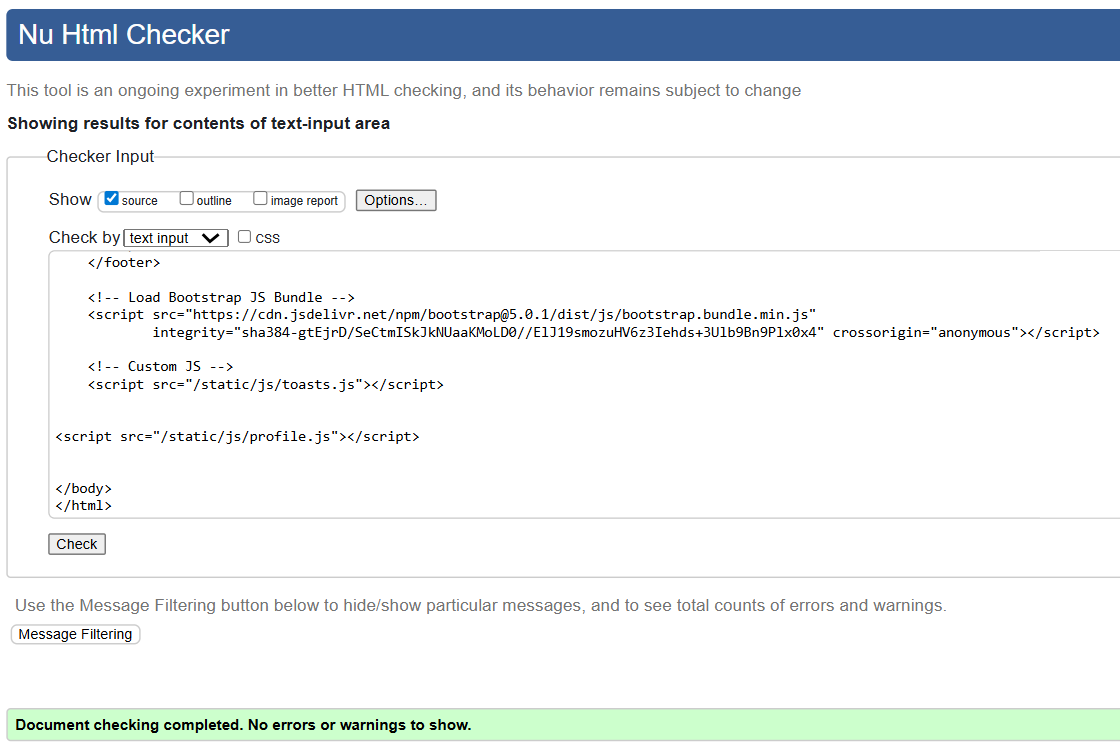 Nu Html Checker
This tool is an ongoing experiment in better HTML checking, and its behavior remains subject to change
Showing results for contents of text-input area
Checker Input
Show source outline image report Options...
Check by text input CSS
</footer>
<!-- Load Bootstrap JS Bundle -->
<script src="https://cdn.jsdelivr.net/npm/bootstrap@5.0.1/dist/js/bootstrap.bundle.min.js"
integrity="sha384-gtEjrD/SeCtmISkJkNUaaKMoLD0//ElJ19smozuHV6z3Iehds+3Ulb9Bn9Plx0x4" crossorigin="anonymous"></script>
<!-- Custom JS -->
<script src="/static/js/toasts.js"></script>
<script src="/static/js/profile.js"></script>
</body>
</html>
Check
Use the Message Filtering button below to hide/show particular messages, and to see total counts of errors and warnings.
Message Filtering
Document checking completed. No errors or warnings to show.